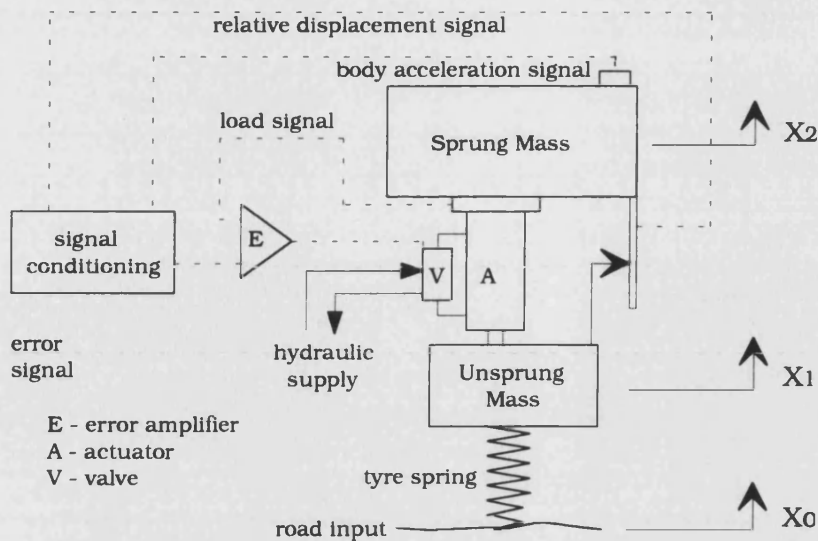 relative displacement signal
body acceleration signal
load signal
Sprung Mass
X2
signal
conditioning
E
V
A
hydraulic
supply
error
signal
Unsprung
Mass
X1
E - error amplifier
A - actuator
V - valve
tyre spring
road input
X0